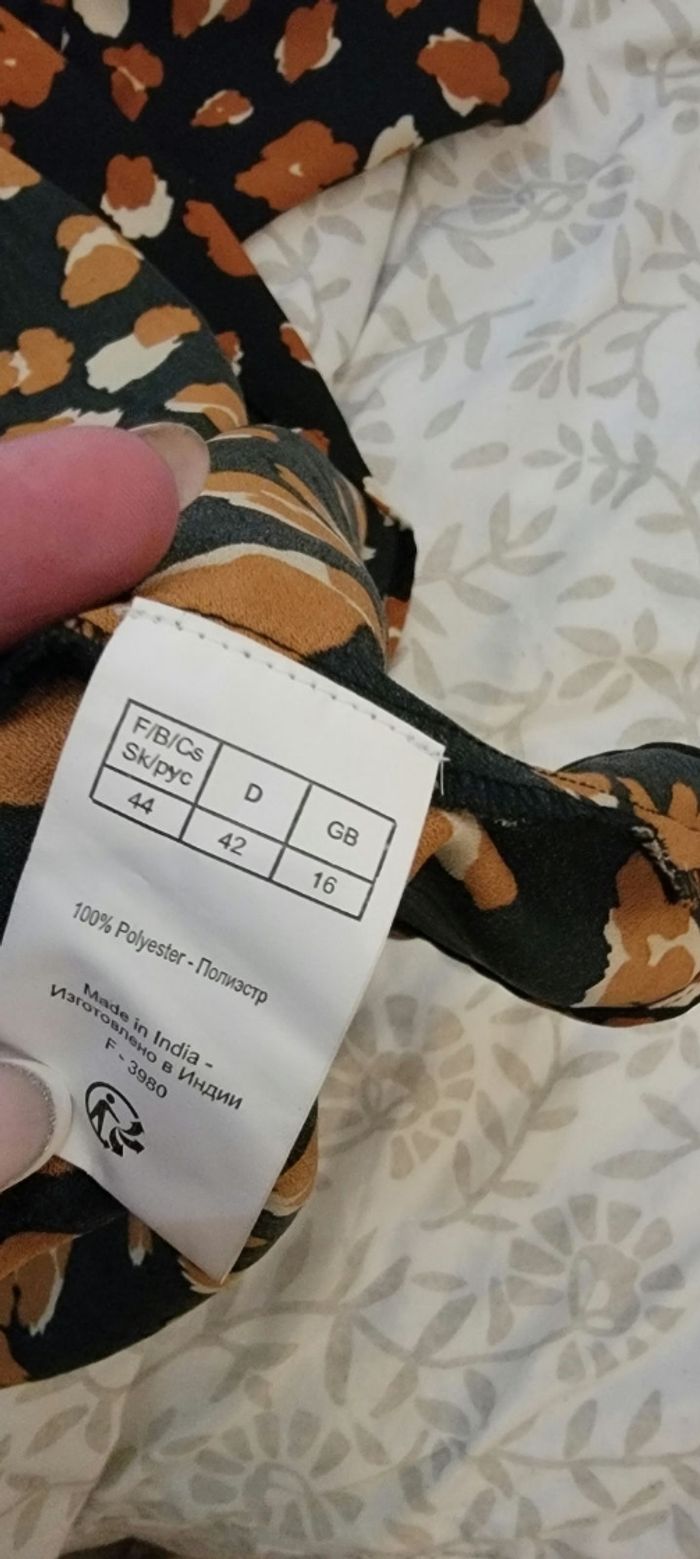 F/B/Cs D GB
Sk/рус
44 42 16
100% Polyester - Полиэстр
Made in India -
Изготовлено в Индии
F - 3980